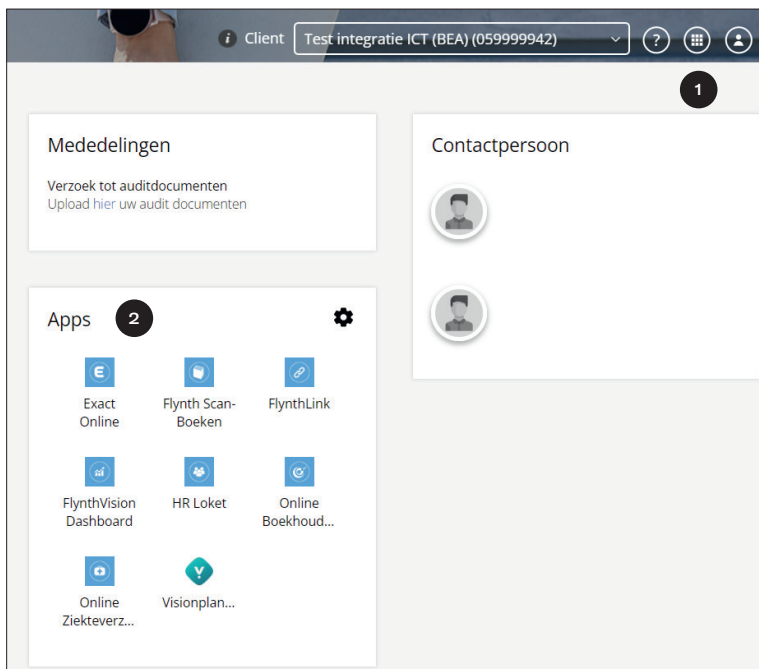 i Client Test integratie ICT (BEA) (059999942) ?
1
Mededelingen
Verzoek tot auditdocumenten
Upload hier uw audit documenten
Contactpersoon
Apps 2
Exact
Online
Flynth Scan-
Boeken
FlynthLink
FlynthVision
Dashboard
HR Loket
Online
Boekhoud...
Online
Ziekteverz...
Visionplan...